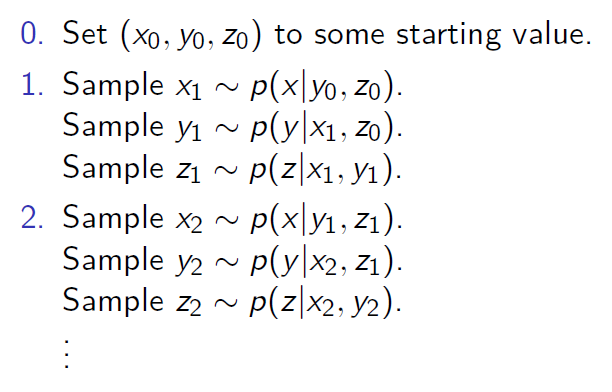 0. Set (x₀, y₀, z₀) to some starting value.
1. Sample x₁ ∼ p(x|y₀, z₀).
Sample y₁ ∼ p(y|x₁, z₀).
Sample z₁ ∼ p(z|x₁, y₁).
2. Sample x₂ ∼ p(x|y₁, z₁).
Sample y₂ ∼ p(y|x₂, z₁).
Sample z₂ ∼ p(z|x₂, y₂).
⋮